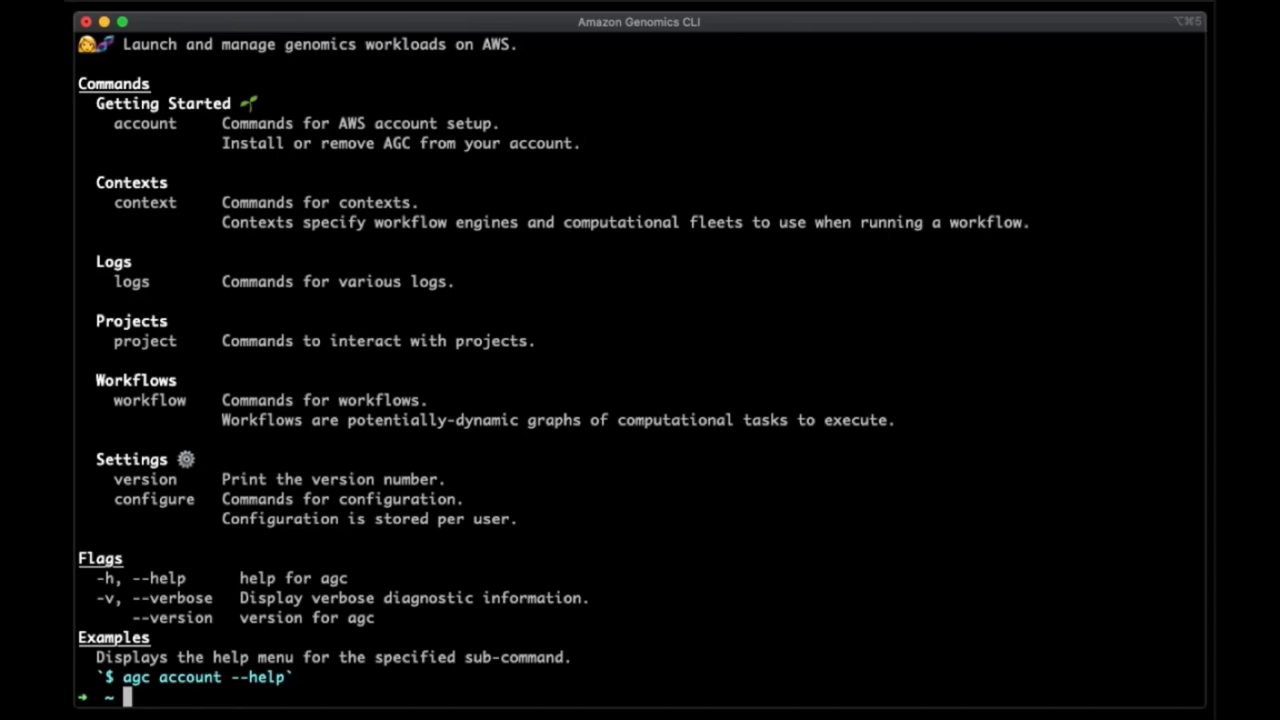 Amazon Genomics CLI
⌥⌘5
👩‍🔬🧬 Launch and manage genomics workloads on AWS.
Commands
Getting Started 🌱
account Commands for AWS account setup.
Install or remove AGC from your account.
Contexts
context Commands for contexts.
Contexts specify workflow engines and computational fleets to use when running a workflow.
Logs
logs Commands for various logs.
Projects
project Commands to interact with projects.
Workflows
workflow Commands for workflows.
Workflows are potentially-dynamic graphs of computational tasks to execute.
Settings ⚙️
version Print the version number.
configure Commands for configuration.
Configuration is stored per user.
Flags
-h, --help help for agc
-v, --verbose Display verbose diagnostic information.
--version version for agc
Examples
Displays the help menu for the specified sub-command.
`$ agc account --help`
➜ ~